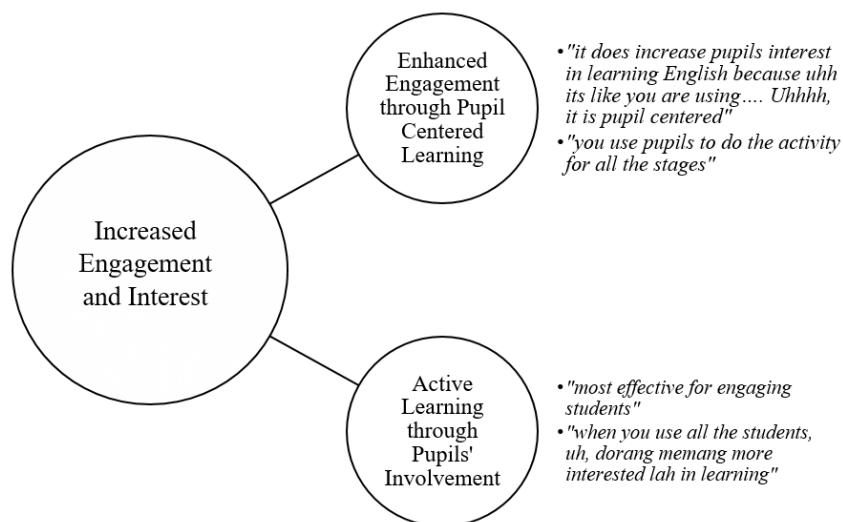 Increased
Engagement
and Interest
Enhanced
Engagement
through Pupil
Centered
Learning
•"it does increase pupils interest
in learning English because uhh
its like you are using…. Uhhhh,
it is pupil centered"
•"you use pupils to do the activity
for all the stages"
Active
Learning
through
Pupils'
Involvement
•"most effective for engaging
students"
•"when you use all the students,
uh, dorang memang more
interested lah in learning"